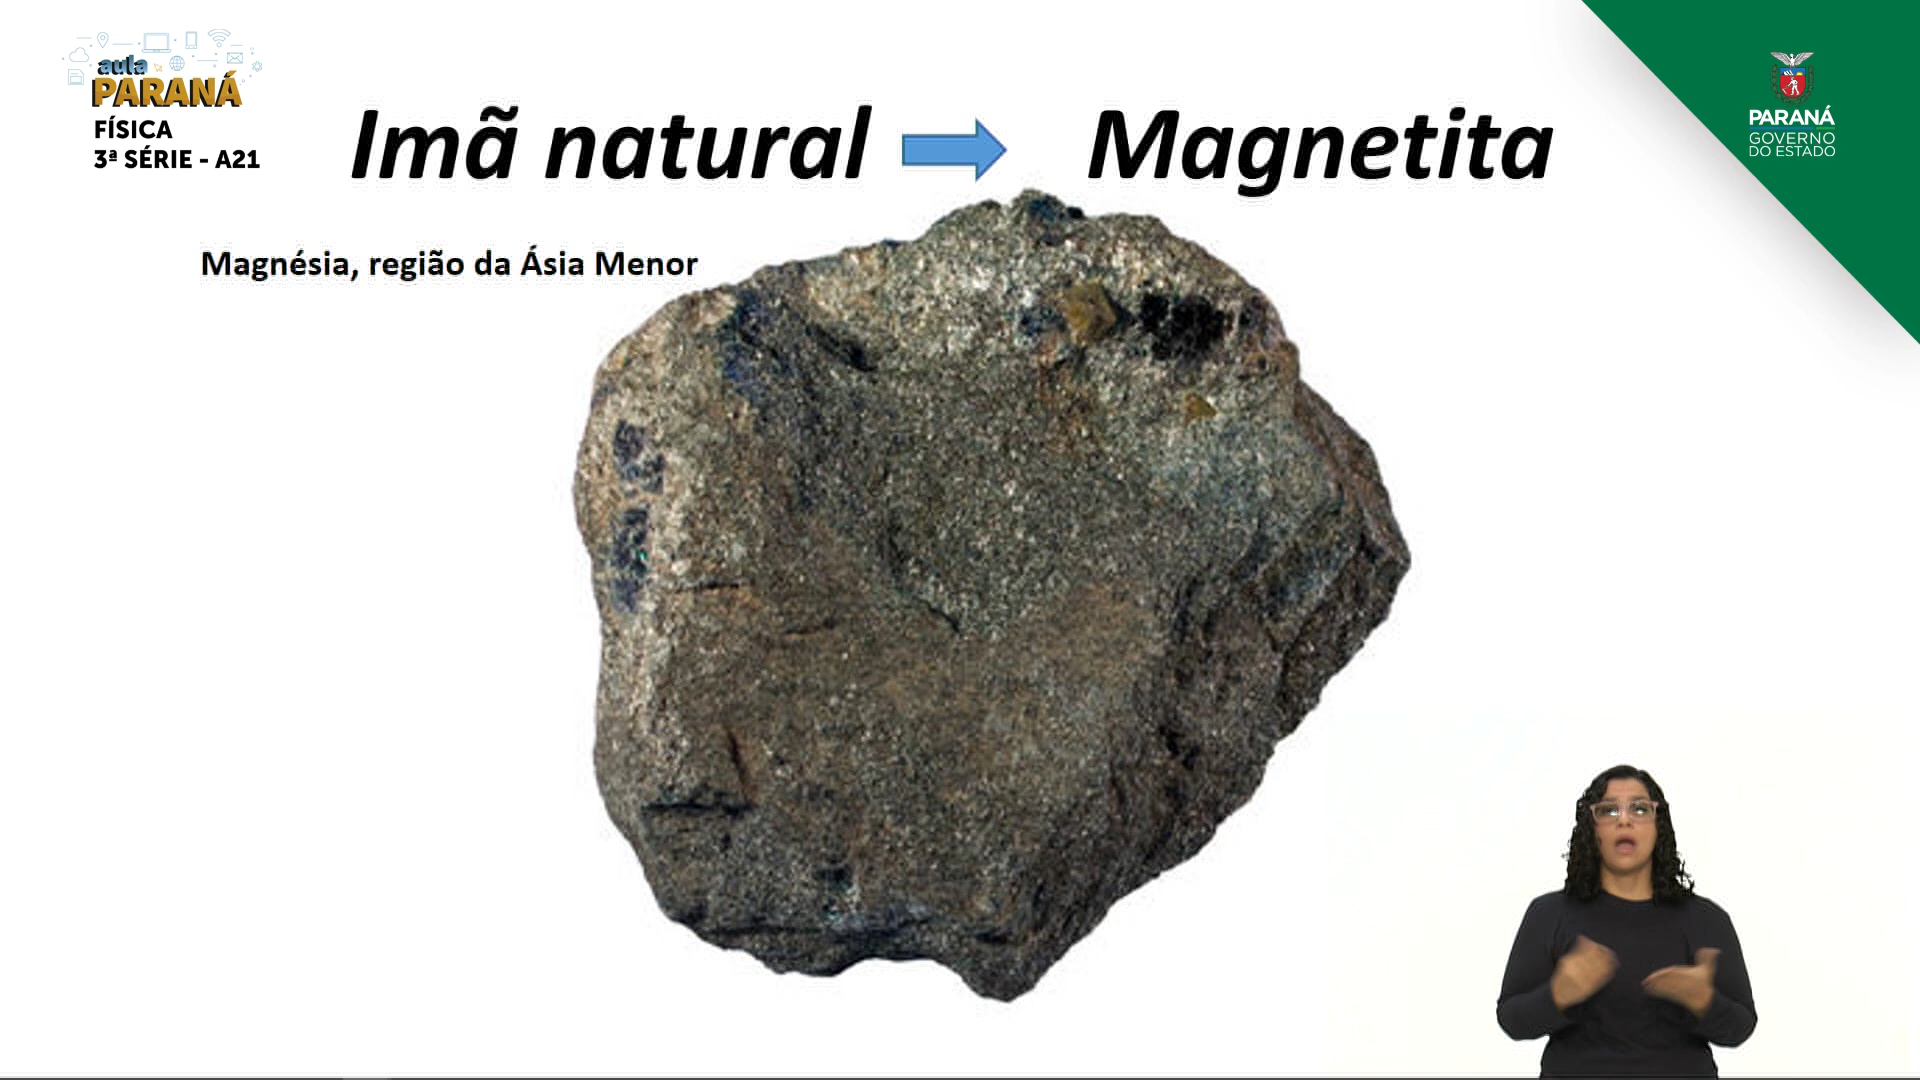 aula
PARANÁ
FÍSICA
3ª SÉRIE - A21
Imã natural Magnetita
PARANÁ
GOVERNO
DO ESTADO
Magnésia, região da Ásia Menor